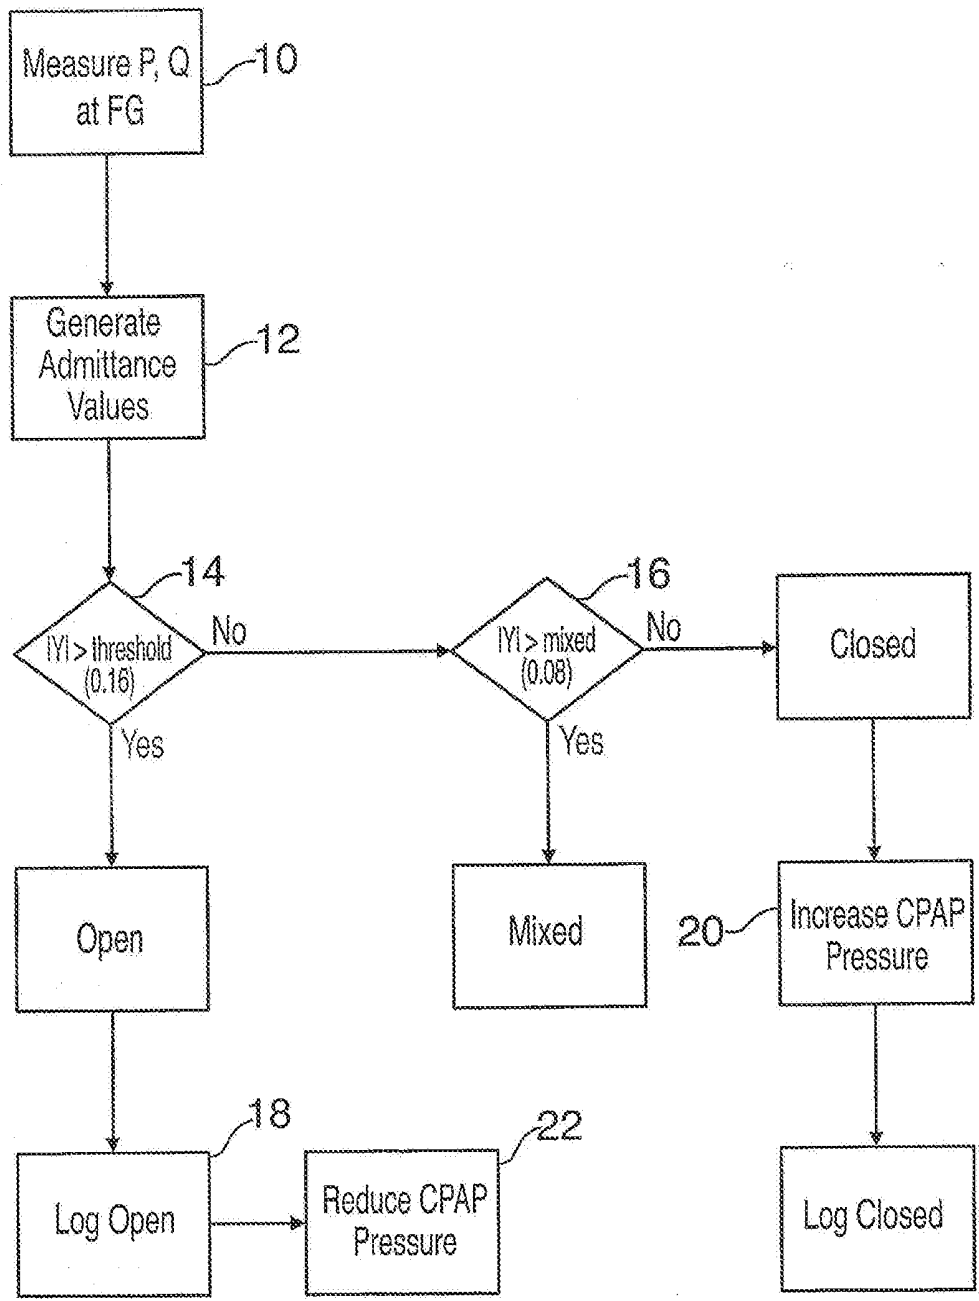 Measure P, Q
at FG
10
Generate
Admittance
Values
12
14
|Y| > threshold
(0.16)
No
Yes
16
|Y| > mixed
(0.08)
No
Yes
Closed
Open
Mixed
20
Increase CPAP
Pressure
18
Log Open
22
Reduce CPAP
Pressure
Log Closed